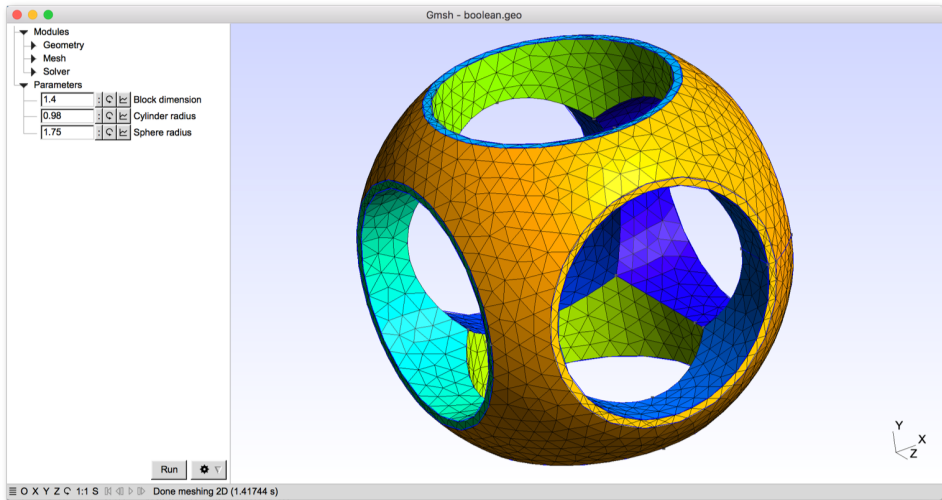 Gmsh - boolean.geo
Modules
Geometry
Mesh
Solver
Parameters
1.4 Block dimension
0.98 Cylinder radius
1.75 Sphere radius
Y
X
Z
Run
O X Y Z 1:1 S Done meshing 2D (1.41744 s)